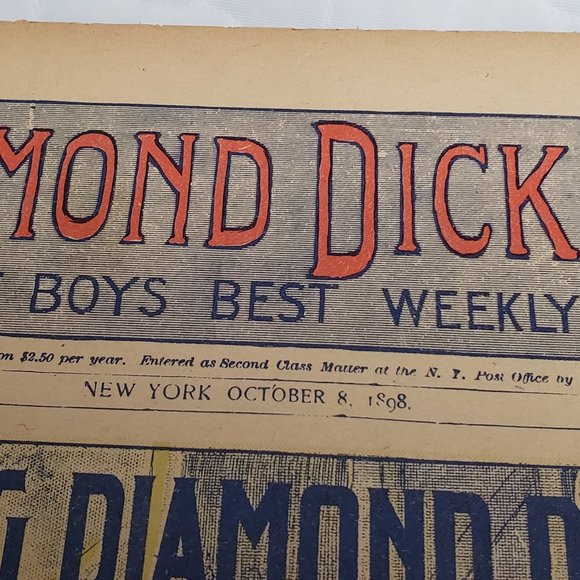 MOND DICK
BOYS BEST WEEKLY
on $2.50 per year. Entered as Second Class Matter at the N. Y. Post Office by
NEW YORK OCTOBER 8, 1898.
DIAMOND D